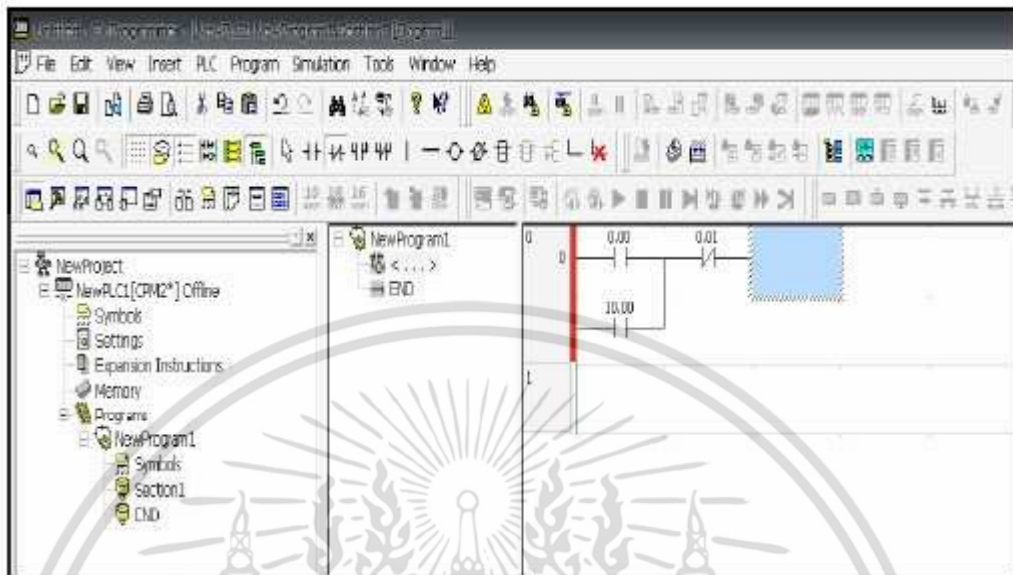 File Edit View Insert PLC Program Simulation Tools Window Help
NewProject
NewPLC1[CPM2*] Offline
Symbols
Settings
Expansion Instructions
Memory
Programs
NewProgram1
Symbols
Section1
END
NewProgram1
<...>
END
0
0
0.00
0.01
10.00
1